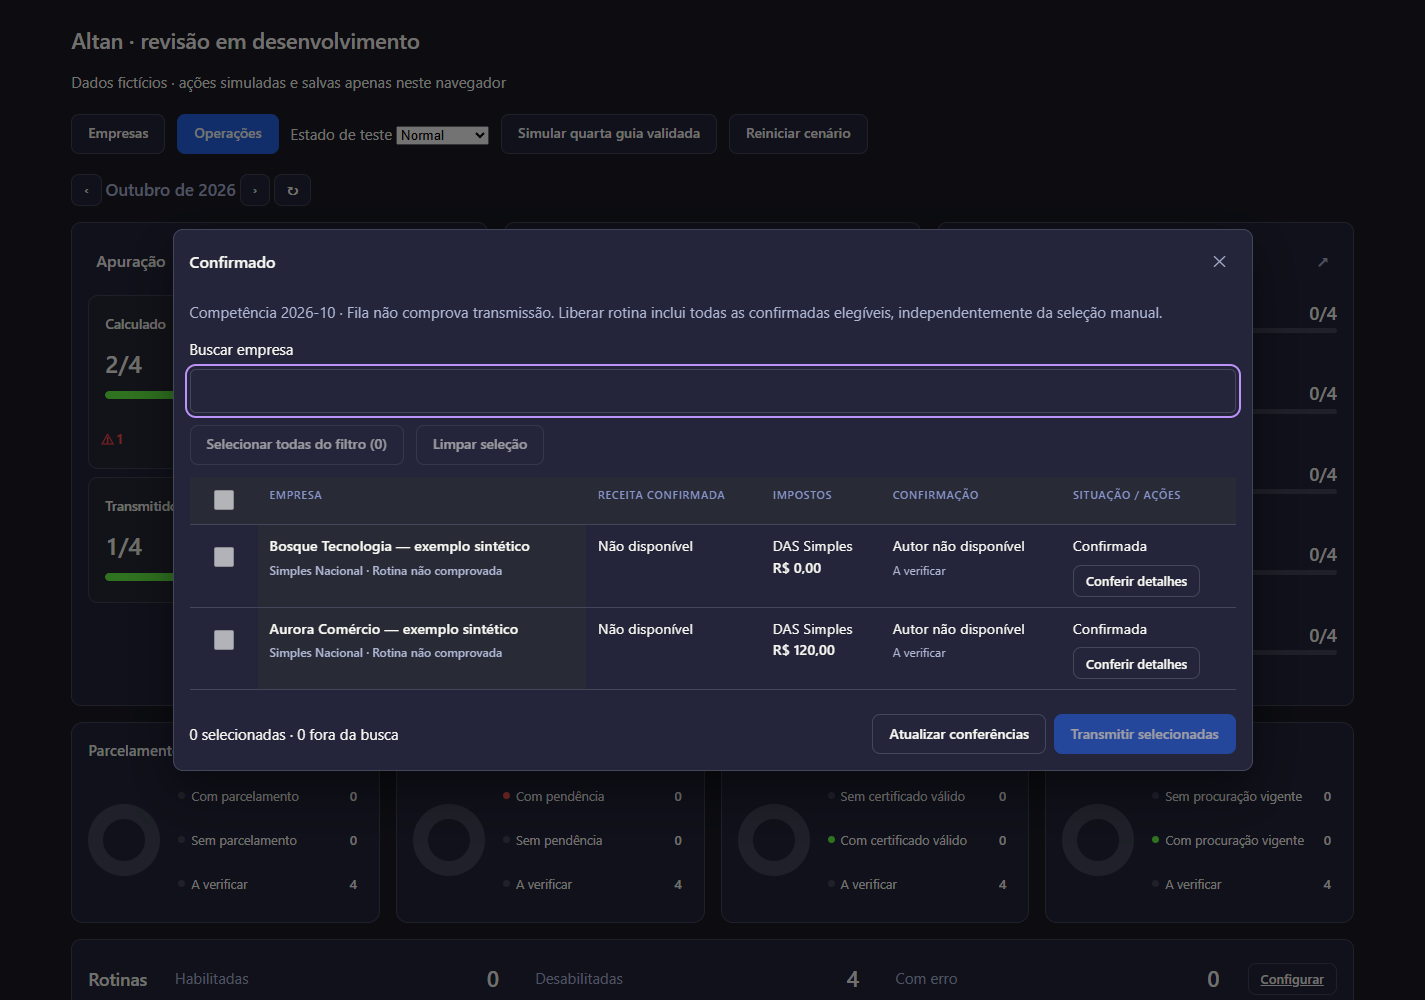 Altan · revisão em desenvolvimento
Dados fictícios · ações simuladas e salvas apenas neste navegador
Empresas
Operações
Estado de teste
Normal
Simular quarta guia validada
Reiniciar cenário
‹
Outubro de 2026
›
↻
Apuração
↗
Calculado
2/4
⚠ 1
Transmitido
1/4
0/4
0/4
0/4
0/4
0/4
Confirmado
×
Competência 2026-10 · Fila não comprova transmissão. Liberar rotina inclui todas as confirmadas elegíveis, independentemente da seleção manual.
Buscar empresa
Selecionar todas do filtro (0)
Limpar seleção
EMPRESA
RECEITA CONFIRMADA
IMPOSTOS
CONFIRMAÇÃO
SITUAÇÃO / AÇÕES
Bosque Tecnologia — exemplo sintético
Simples Nacional · Rotina não comprovada
Não disponível
DAS Simples
R$ 0,00
Autor não disponível
A verificar
Confirmada
Conferir detalhes
Aurora Comércio — exemplo sintético
Simples Nacional · Rotina não comprovada
Não disponível
DAS Simples
R$ 120,00
Autor não disponível
A verificar
Confirmada
Conferir detalhes
0 selecionadas · 0 fora da busca
Atualizar conferências
Transmitir selecionadas
Parcelament
Com parcelamento 0
Sem parcelamento 0
A verificar 4
Com pendência 0
Sem pendência 0
A verificar 4
Sem certificado válido 0
Com certificado válido 0
A verificar 4
Sem procuração vigente 0
Com procuração vigente 0
A verificar 4
Rotinas
Habilitadas 0
Desabilitadas 4
Com erro 0
Configurar